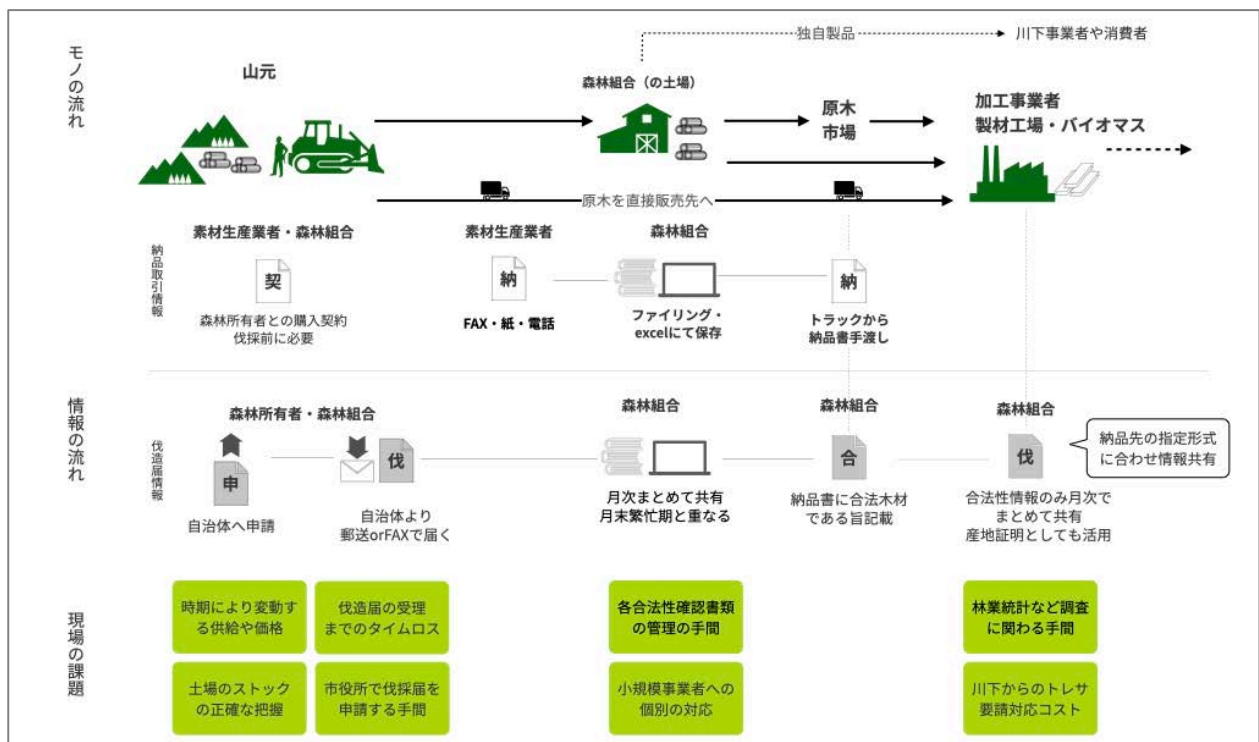 モノの流れ
独自製品
川下事業者や消費者
山元
森林組合（の土場）
原木
市場
加工事業者
製材工場・バイオマス
原木を直接販売先へ
納品取引情報
素材生産業者・森林組合
契
森林所有者との購入契約
伐採前に必要
素材生産業者
納
FAX・紙・電話
森林組合
ファイリング・
excelにて保存
納
トラックから
納品書手渡し
情報の流れ
伐造届情報
森林所有者・森林組合
申
自治体へ申請
伐
自治体より
郵送orFAXで届く
森林組合
月次まとめて共有
月末繁忙期と重なる
森林組合
合
納品書に合法木材
である旨記載
森林組合
伐
合法性情報のみ月次で
まとめて共有
産地証明としても活用
納品先の指定形式
に合わせ情報共有
現場の課題
時期により変動す
る供給や価格
伐造届の受理
までのタイムロス
各合法性確認書類
の管理の手間
林業統計など調査
に関わる手間
土場のストック
の正確な把握
市役所で伐採届を
申請する手間
小規模事業者への
個別の対応
川下からのトレサ
要請対応コスト